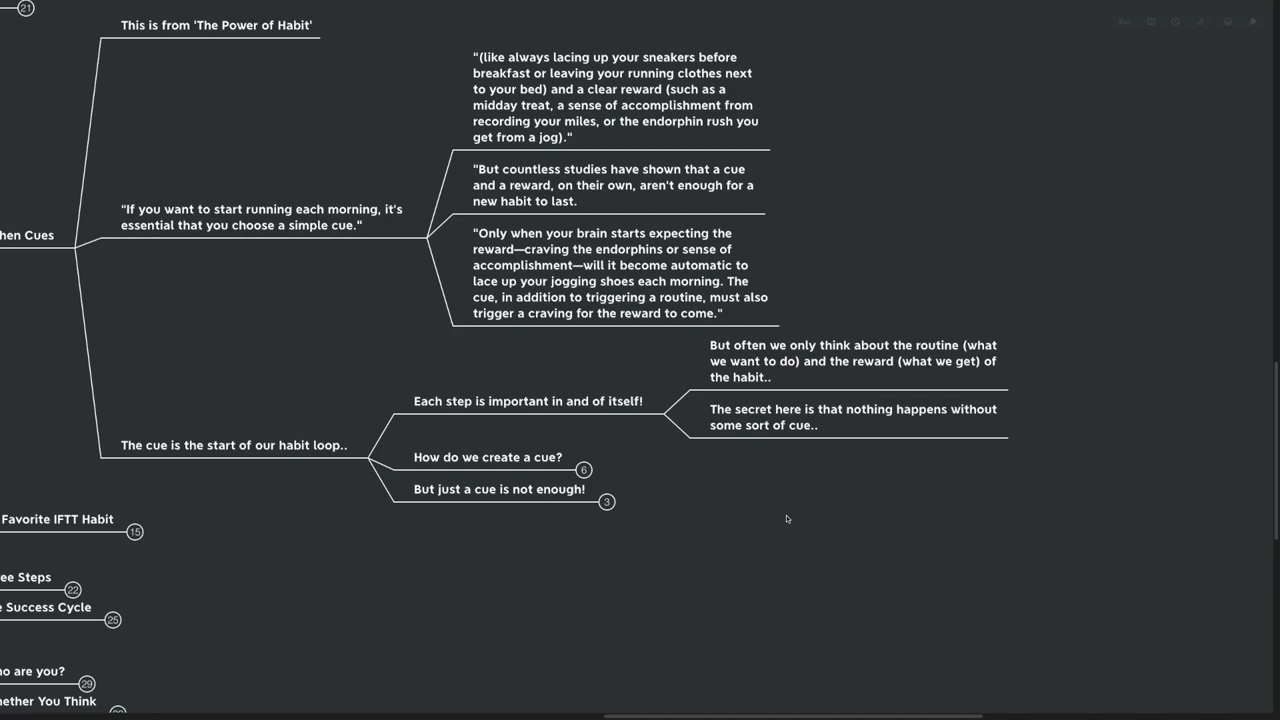 21
This is from 'The Power of Habit'
"(like always lacing up your sneakers before
breakfast or leaving your running clothes next
to your bed) and a clear reward (such as a
midday treat, a sense of accomplishment from
recording your miles, or the endorphin rush you
get from a jog)."
"But countless studies have shown that a cue
and a reward, on their own, aren't enough for a
new habit to last.
"If you want to start running each morning, it's
essential that you choose a simple cue."
hen Cues
"Only when your brain starts expecting the
reward—craving the endorphins or sense of
accomplishment—will it become automatic to
lace up your jogging shoes each morning. The
cue, in addition to triggering a routine, must also
trigger a craving for the reward to come."
But often we only think about the routine (what
we want to do) and the reward (what we get) of
the habit..
Each step is important in and of itself!
The secret here is that nothing happens without
some sort of cue..
The cue is the start of our habit loop..
How do we create a cue?
6
But just a cue is not enough!
3
Favorite IFTT Habit
15
ee Steps
22
e Success Cycle
25
ho are you?
29
hether You Think